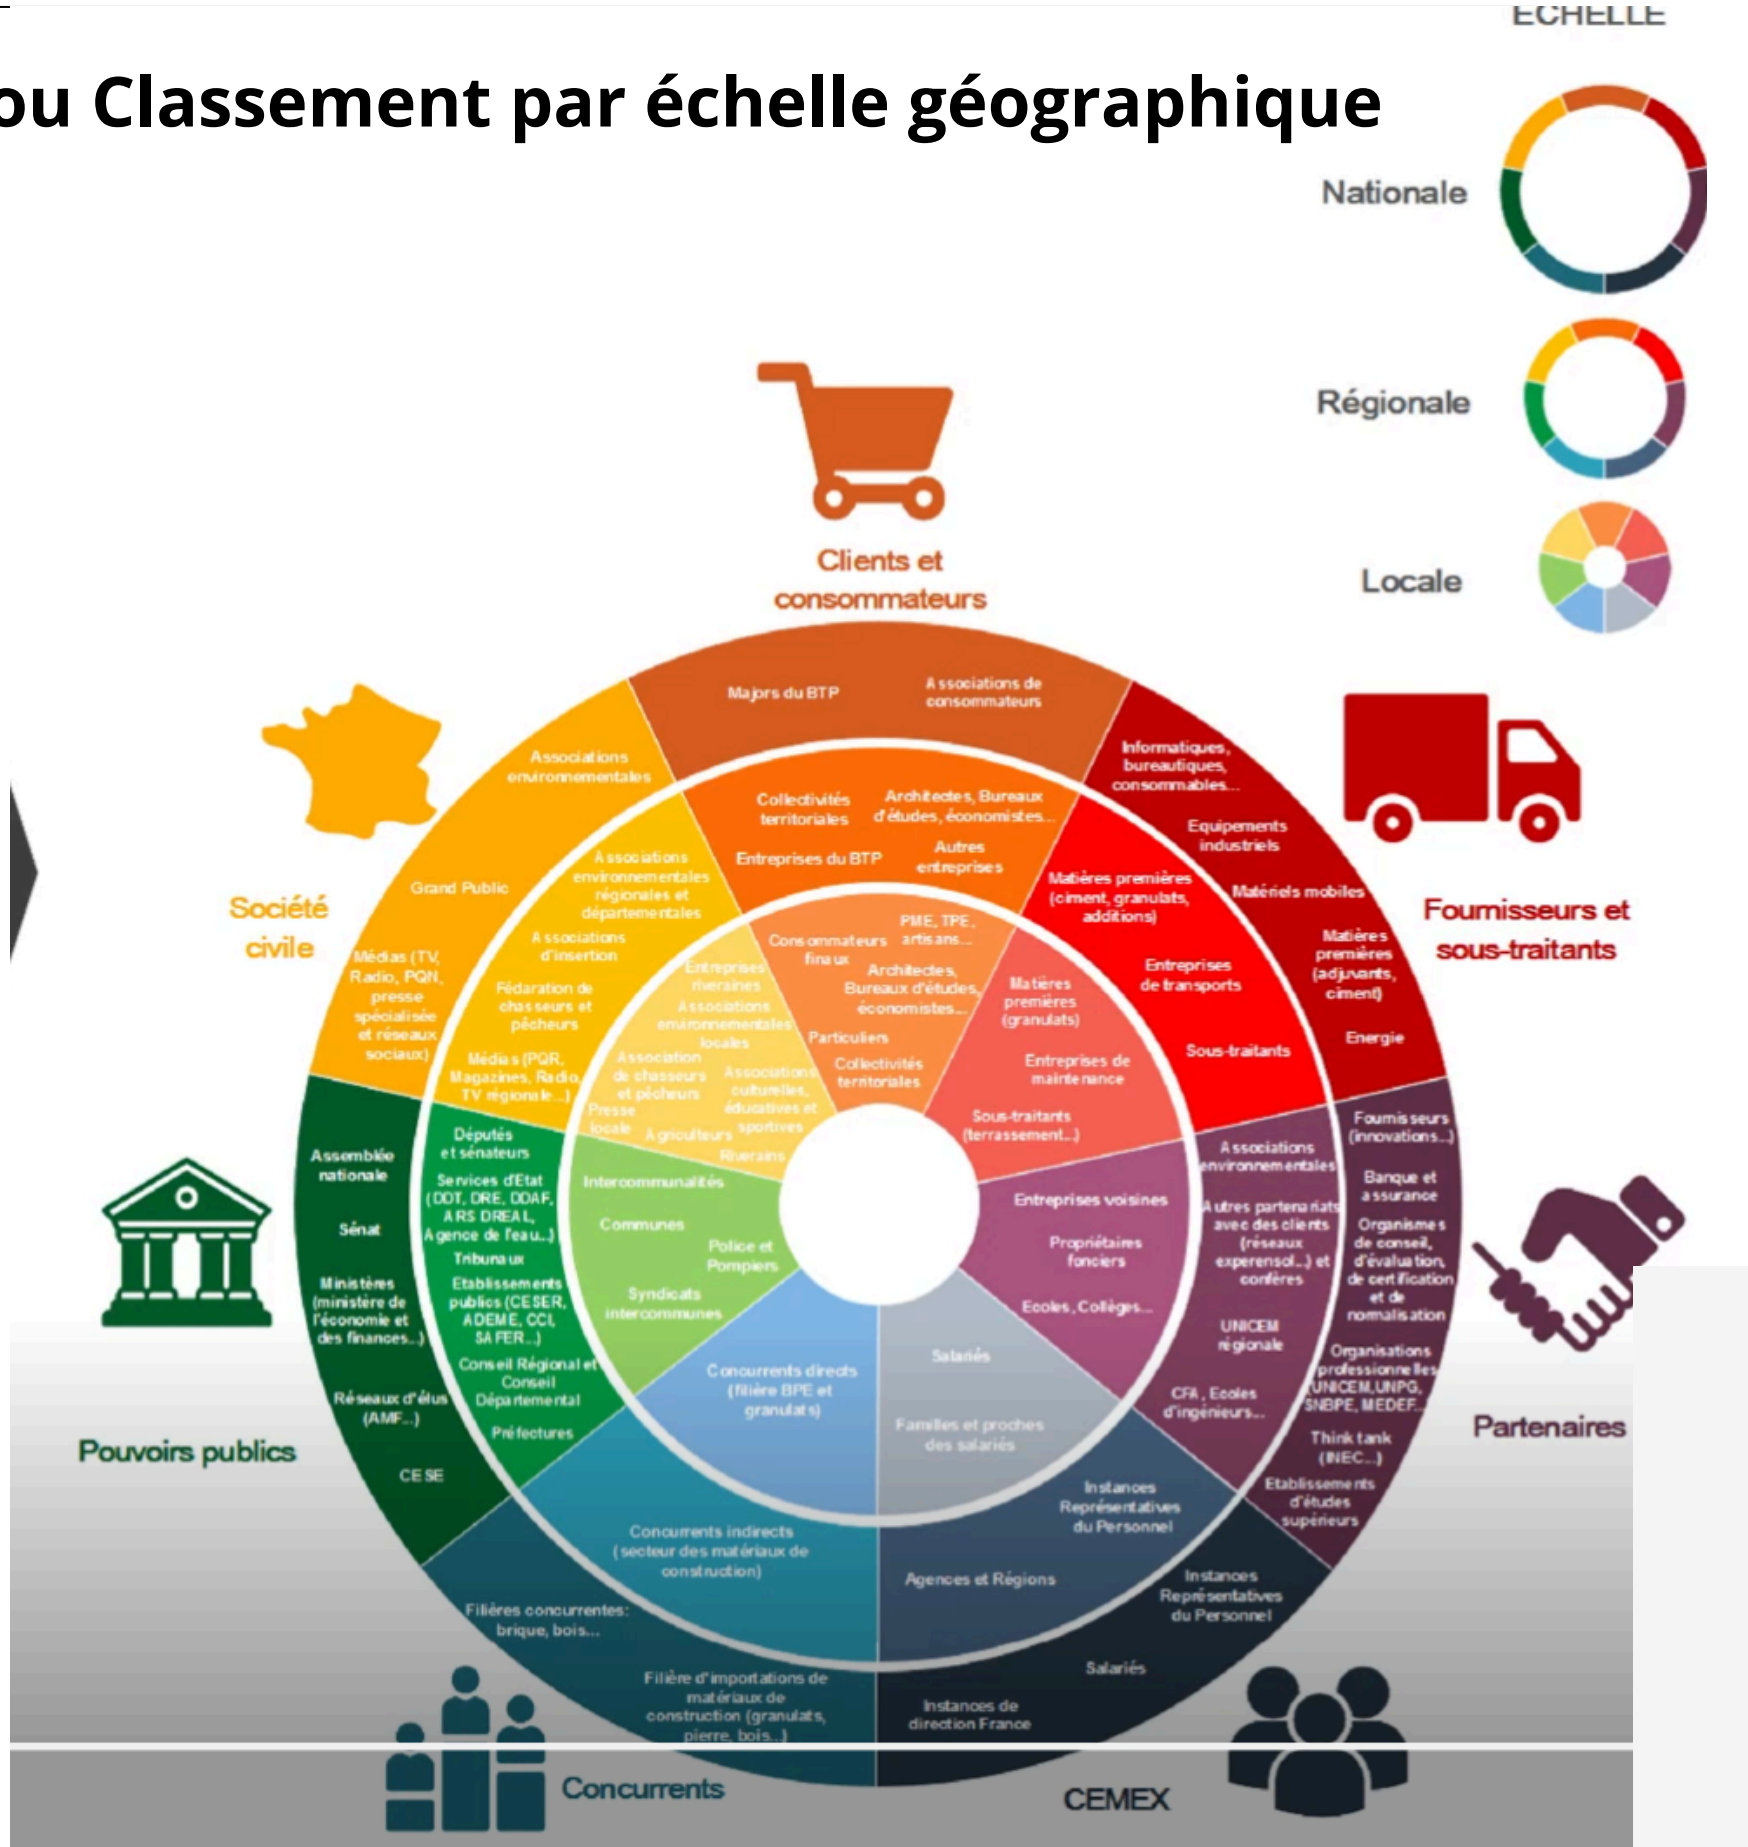 ECHELLE
ou Classement par échelle géographique
Nationale
Régionale
Locale
Clients et
consommateurs
Majors du BTP
Associations de
consommateurs
Collectivités
territoriales
Architectes, Bureaux
d'études, économistes...
Entreprises du BTP
Autres
entreprises
Consommateurs
finaux
PME, TPE,
artisans...
Architectes,
Bureaux d'études,
économistes...
Particuliers
Collectivités
territoriales
Fournisseurs et
sous-traitants
Informatiques,
bureautiques,
consommables...
Equipements
industriels
Matériels mobiles
Matières
premières
(adjuvants,
ciment)
Energie
Matières premières
(ciment, granulats,
additions)
Entreprises
de transports
Sous-traitants
Matières
premières
(granulats)
Entreprises de
maintenance
Sous-traitants
(terrassement...)
Partenaires
Fournisseurs
(innovations...)
Banque et
assurance
Organismes
de conseil,
d'évaluation,
de certification
et de
normalisation
Organisations
professionnelles
(UNICEM,UNPG,
SNBPE, MEDEF...
Think tank
(INEC...)
Etablissements
d'études
supérieurs
Associations
environnementales
Autres partenariats
avec des clients
(réseaux
experensol...) et
confères
UNICEM
régionale
CFA, Ecoles
d'ingénieurs...
Entreprises voisines
Propriétaires
fonciers
Ecoles, Collèges...
CEMEX
Instances
Représentatives
du Personnel
Salariés
Instances de
direction France
Instances
Représentatives
du Personnel
Agences et Régions
Salariés
Familles et proches
des salariés
Concurrents
Filières concurrentes:
brique, bois...
Filière d'importations de
matériaux de
construction (granulats,
pierre, bois...)
Concurrents indirects
(secteur des matériaux de
construction)
Concurrents directs
(filière BPE et
granulats)
Pouvoirs publics
Assemblée
nationale
Sénat
Ministères
(ministère de
l'économie et
des finances...)
Réseaux d'élus
(AMF...)
CESE
Députés
et sénateurs
Services d'Etat
(DDT, DRE, DDAF,
ARS DREAL,
Agence de l'eau...)
Tribunaux
Etablissements
publics (CESER,
ADEME, CCI,
SAFER...)
Conseil Régional et
Conseil
Départemental
Préfectures
Intercommunalités
Communes
Police et
Pompiers
Syndicats
intercommunes
Société
civile
Associations
environnementales
Grand Public
Médias (TV,
Radio, PQN,
presse
spécialisée
et réseaux
sociaux)
Associations
environnementales
régionales et
départementales
Associations
d'insertion
Fédaration de
chasseurs et
pêcheurs
Médias (PQR,
Magazines, Radio,
TV régionale...)
Entreprises
riveraines
Associations
environnementales
locales
Association
de chasseurs
et pêcheurs
Associations
culturelles,
éducatives et
sportives
Presse
locale
Agriculteurs
Riverains